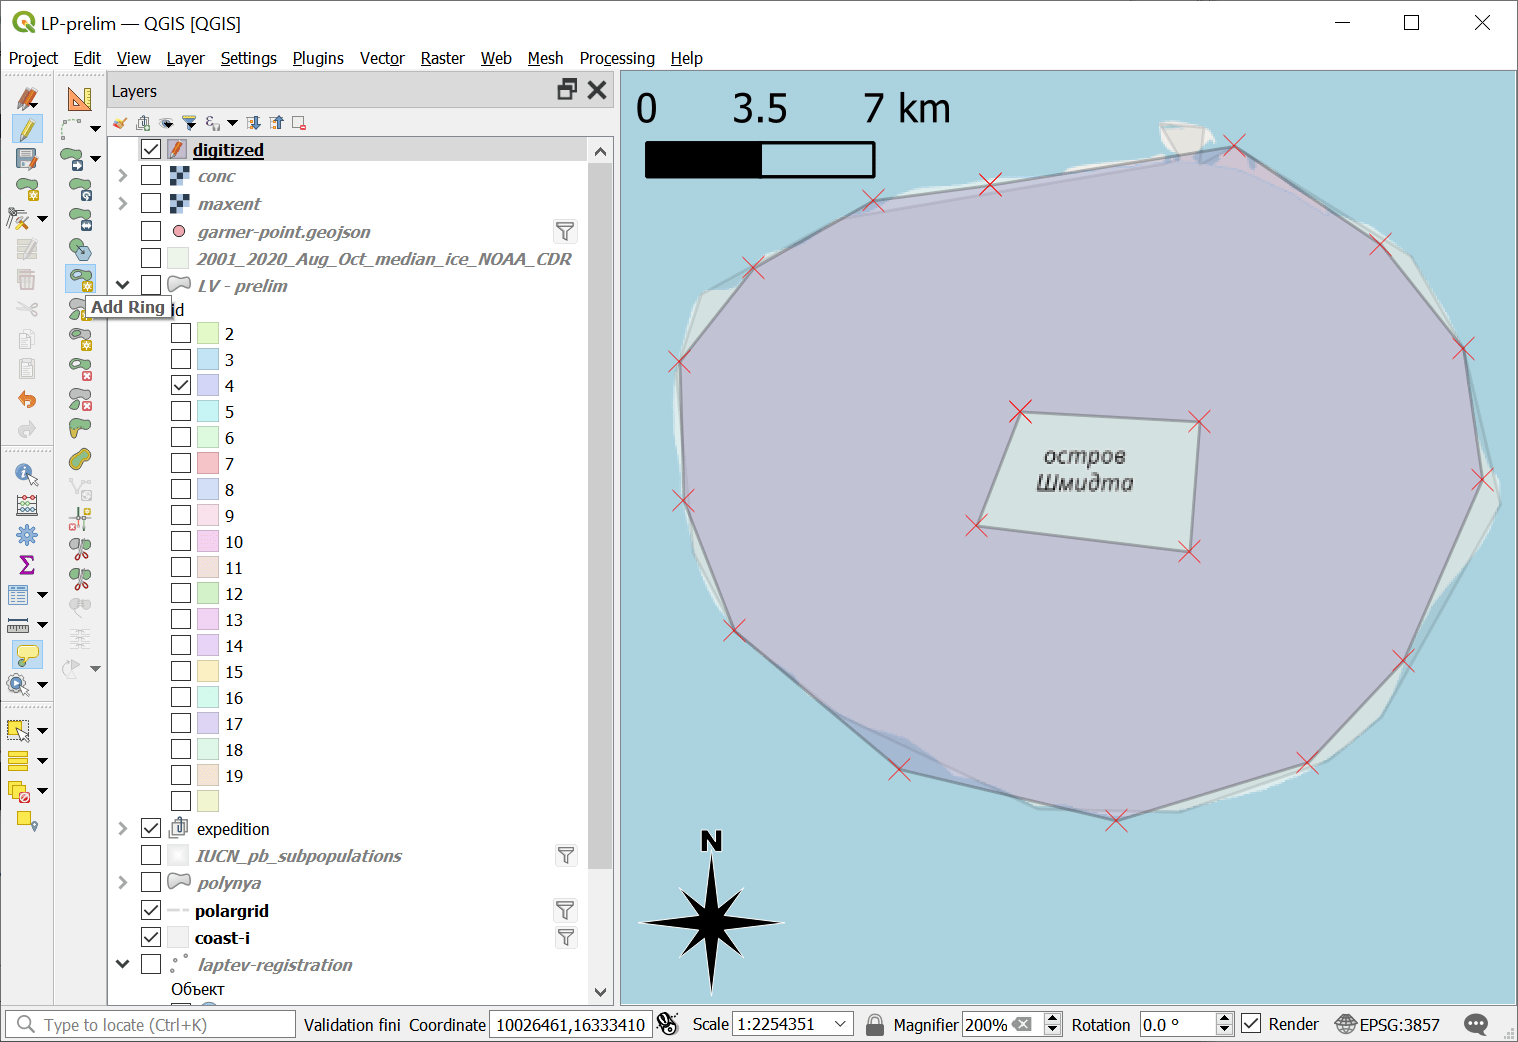 LP-prelim — QGIS [QGIS]
Project Edit View Layer Settings Plugins Vector Raster Web Mesh Processing Help
Layers
digitized
conc
maxent
garner-point.geojson
2001_2020_Aug_Oct_median_ice_NOAA_CDR
LV - prelim
Add Ring
id
2
3
4
5
6
7
8
9
10
11
12
13
14
15
16
17
18
19
expedition
IUCN_pb_subpopulations
polynya
polargrid
coast-i
laptev-registration
Объект
0 3.5 7 km
остров
Шмидта
N
Type to locate (Ctrl+K) Validation fini Coordinate 10026461,16333410 Scale 1:2254351 Magnifier 200% Rotation 0.0 ° Render EPSG:3857